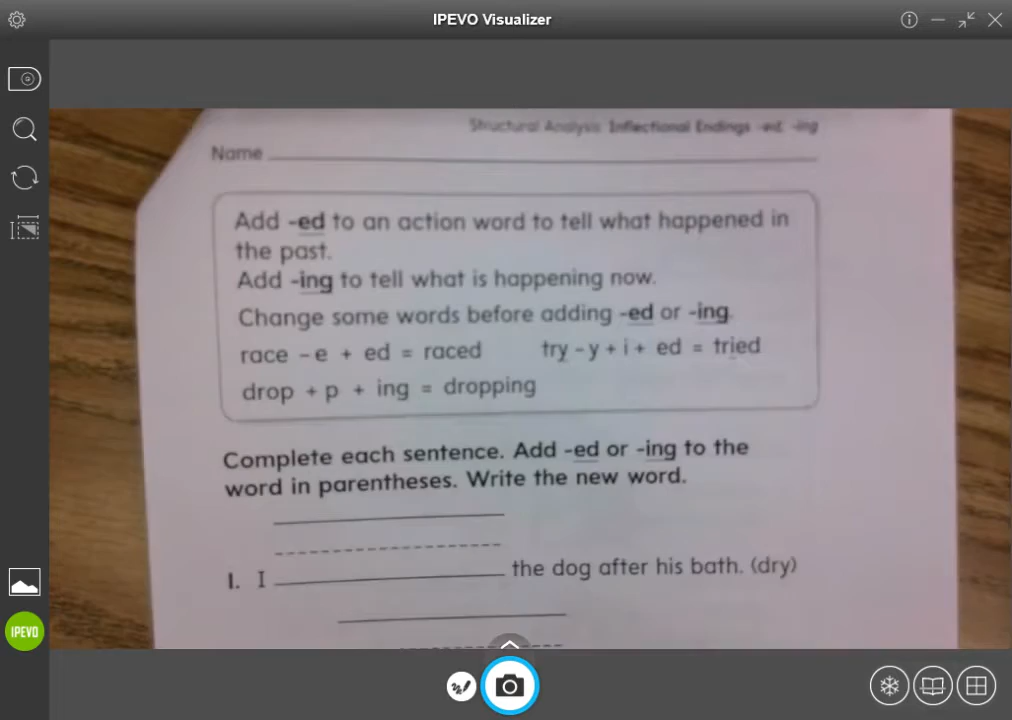 IPEVO Visualizer
Structural Analysis: Inflectional Endings -ed, -ing
Name
Add -ed to an action word to tell what happened in
the past.
Add -ing to tell what is happening now.
Change some words before adding -ed or -ing.
race - e + ed = raced try - y + i + ed = tried
drop + p + ing = dropping
Complete each sentence. Add -ed or -ing to the
word in parentheses. Write the new word.
1. I the dog after his bath. (dry)
IPEVO